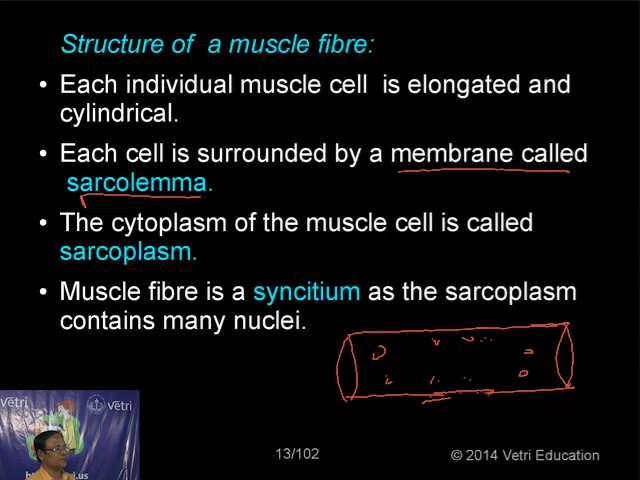 Structure of a muscle fibre:
• Each individual muscle cell is elongated and
cylindrical.
• Each cell is surrounded by a membrane called
sarcolemma.
• The cytoplasm of the muscle cell is called
sarcoplasm.
• Muscle fibre is a syncitium as the sarcoplasm
contains many nuclei.
Vetri Vetri
13/102
© 2014 Vetri Education